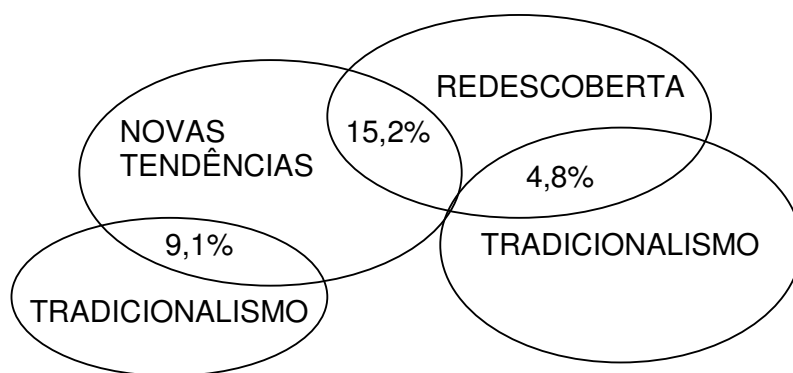 REDESCOBERTA
NOVAS
TENDÊNCIAS
15,2%
4,8%
9,1%
TRADICIONALISMO
TRADICIONALISMO